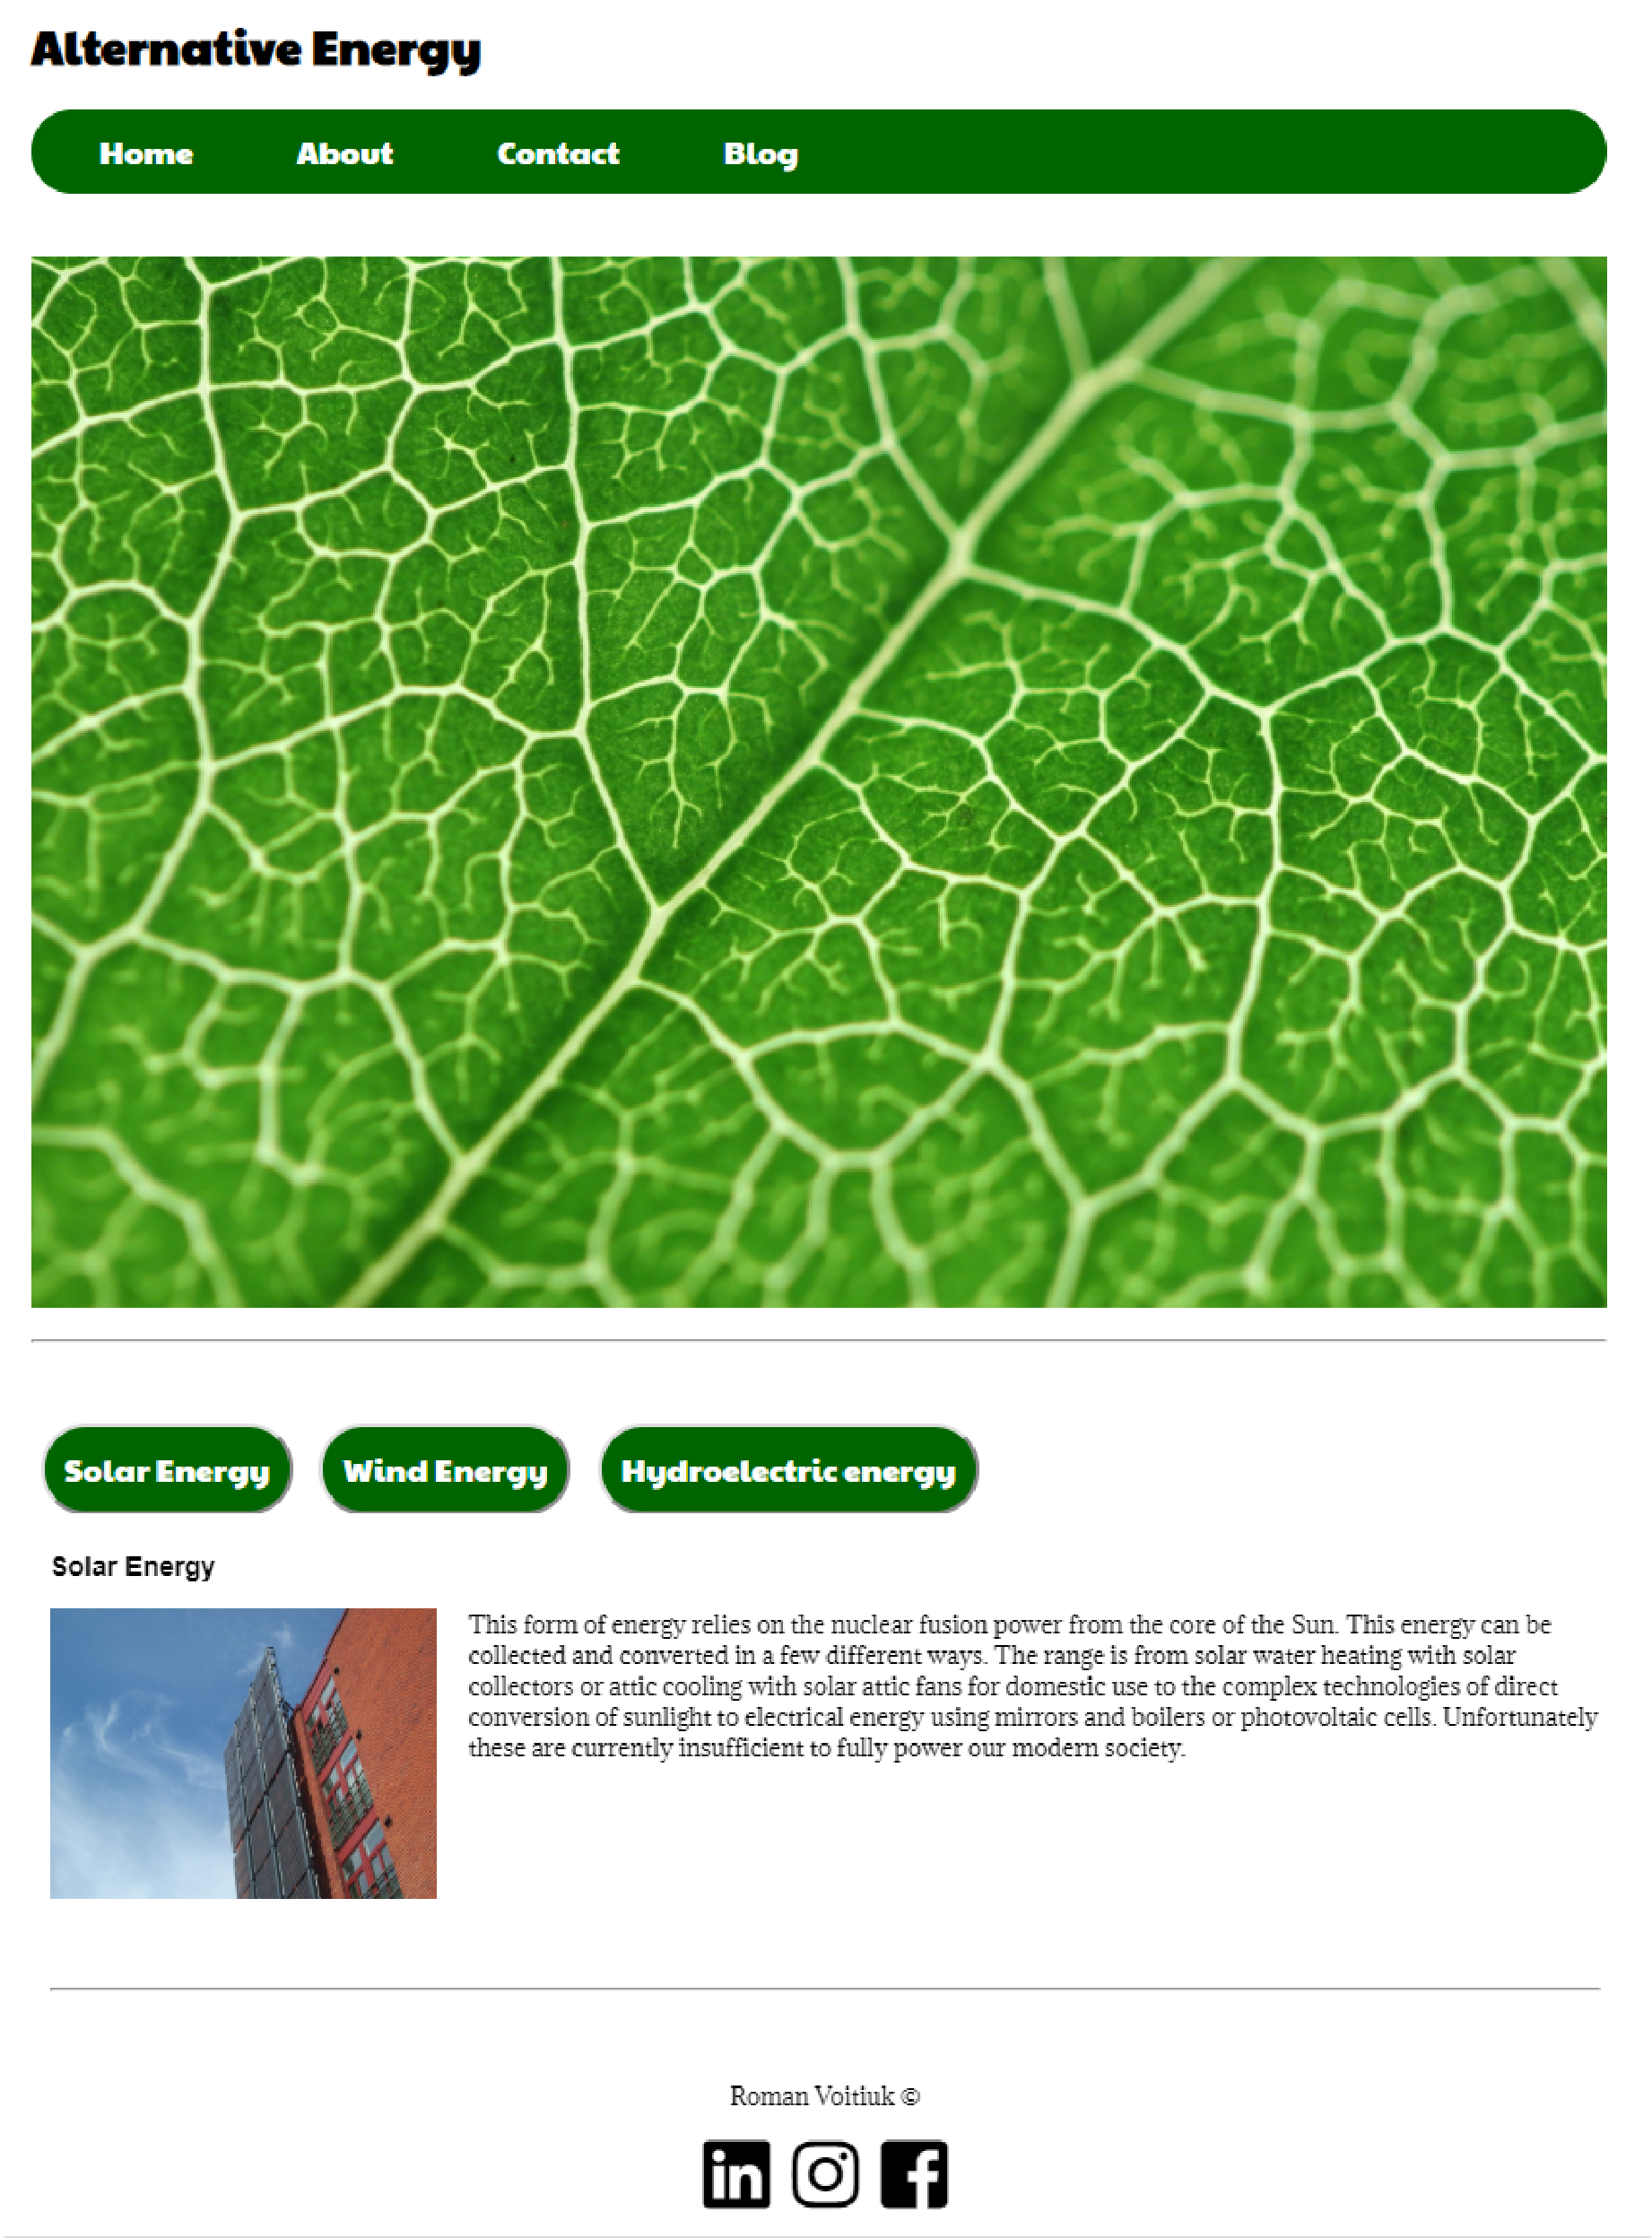 Alternative Energy
Home About Contact Blog
Solar Energy Wind Energy Hydroelectric energy
Solar Energy
This form of energy relies on the nuclear fusion power from the core of the Sun. This energy can be
collected and converted in a few different ways. The range is from solar water heating with solar
collectors or attic cooling with solar attic fans for domestic use to the complex technologies of direct
conversion of sunlight to electrical energy using mirrors and boilers or photovoltaic cells. Unfortunately
these are currently insufficient to fully power our modern society.
Roman Voitiuk ©
in f